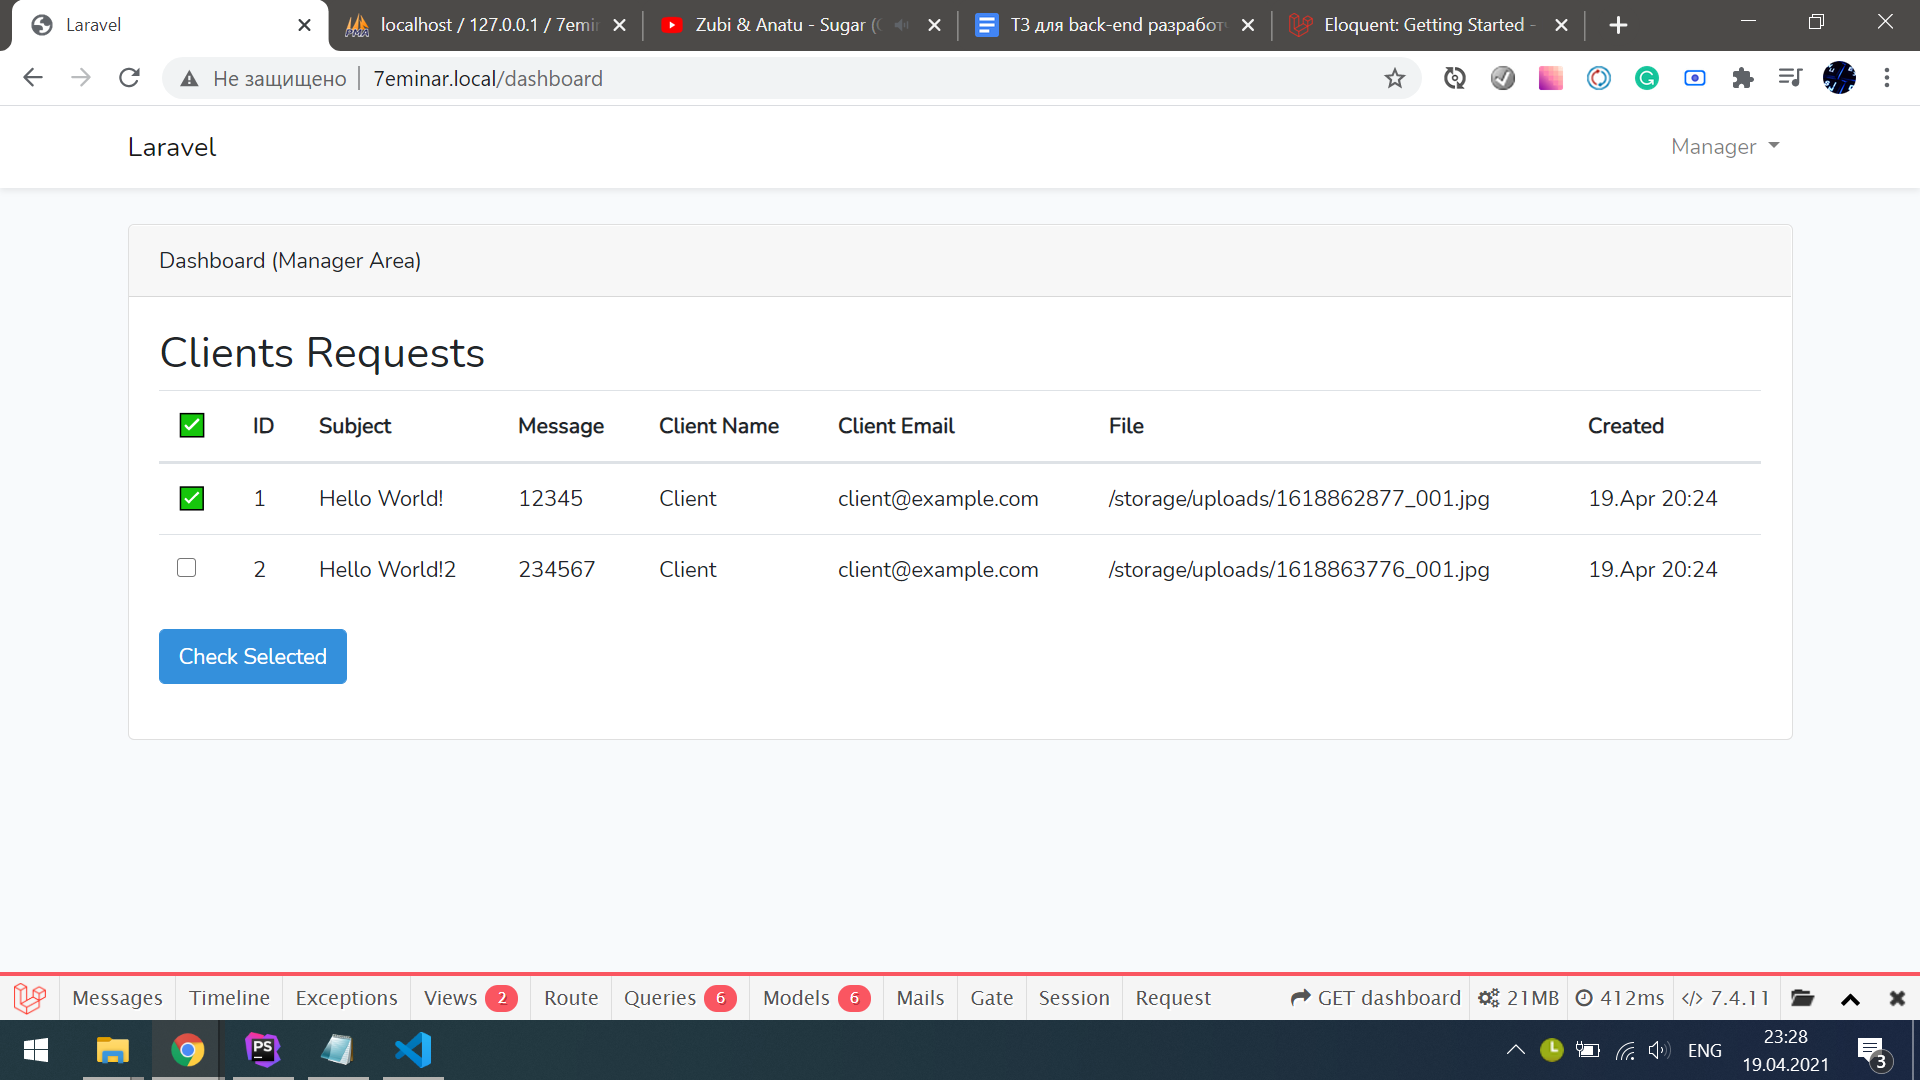 Laravel
localhost / 127.0.0.1 / 7emin
Zubi & Anatu - Sugar (
ТЗ для back-end разработ
Eloquent: Getting Started -
Не защищено
7eminar.local/dashboard
Laravel
Manager
Dashboard (Manager Area)
Clients Requests
ID Subject Message Client Name Client Email File Created
1 Hello World! 12345 Client client@example.com /storage/uploads/1618862877_001.jpg 19.Apr 20:24
2 Hello World!2 234567 Client client@example.com /storage/uploads/1618863776_001.jpg 19.Apr 20:24
Check Selected
Messages Timeline Exceptions Views 2 Route Queries 6 Models 6 Mails Gate Session Request GET dashboard 21MB 412ms </> 7.4.11
PS
ENG
23:28
19.04.2021
3